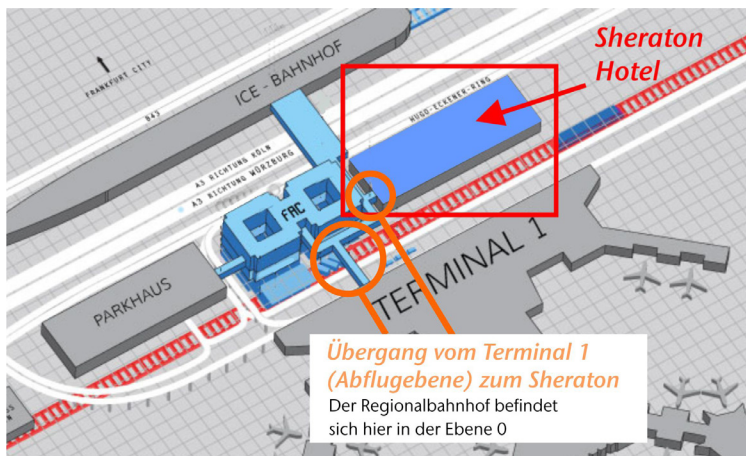 Sheraton
Hotel
FRANKFURT CITY
ICE - BAHNHOF
B43
HUGO-ECKENER-RING
A3 RICHTUNG KÖLN
A3 RICHTUNG WÜRZBURG
FAC
TERMINAL 1
PARKHAUS
Übergang vom Terminal 1
(Abflugebene) zum Sheraton
Der Regionalbahnhof befindet
sich hier in der Ebene 0